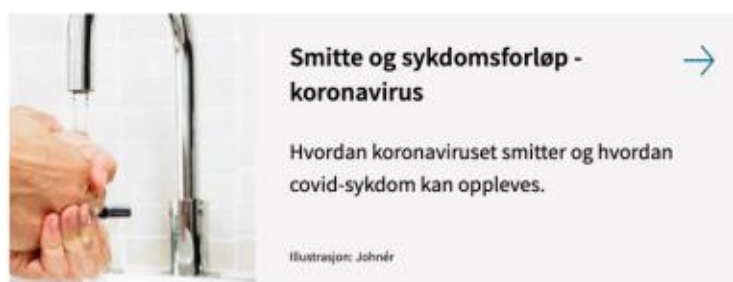 Smitte og sykdomsforløp -
koronavirus
Hvordan koronaviruset smitter og hvordan
covid-sykdom kan oppleves.
Illustrasjon: Johnér